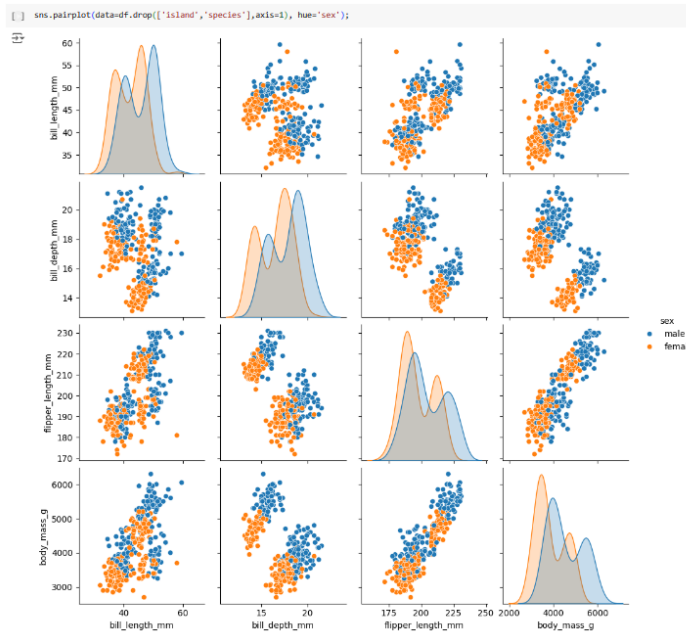 [ ] sns.pairplot(data=df.drop(['island','species'],axis=1), hue='sex');
60
55
50
45
40
35
bill_length_mm
20
18
16
14
bill_depth_mm
230
220
210
200
190
180
170
flipper_length_mm
6000
5000
4000
3000
body_mass_g
40 60
bill_length_mm
15 20
bill_depth_mm
175 200 225 250
flipper_length_mm
2000 4000 6000
body_mass_g
sex
male
fema